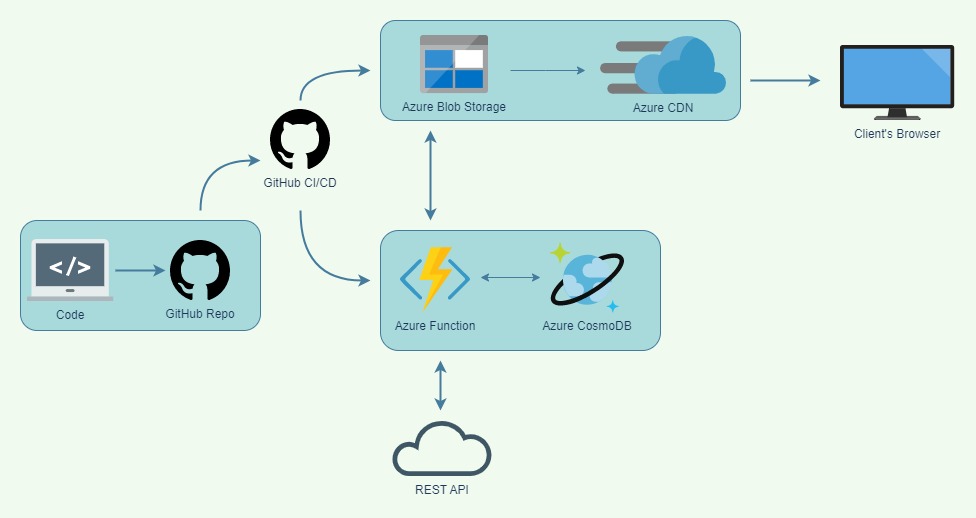 Azure Blob Storage
Azure CDN
Client's Browser
GitHub CI/CD
</>
Code
GitHub Repo
Azure Function
Azure CosmoDB
REST API